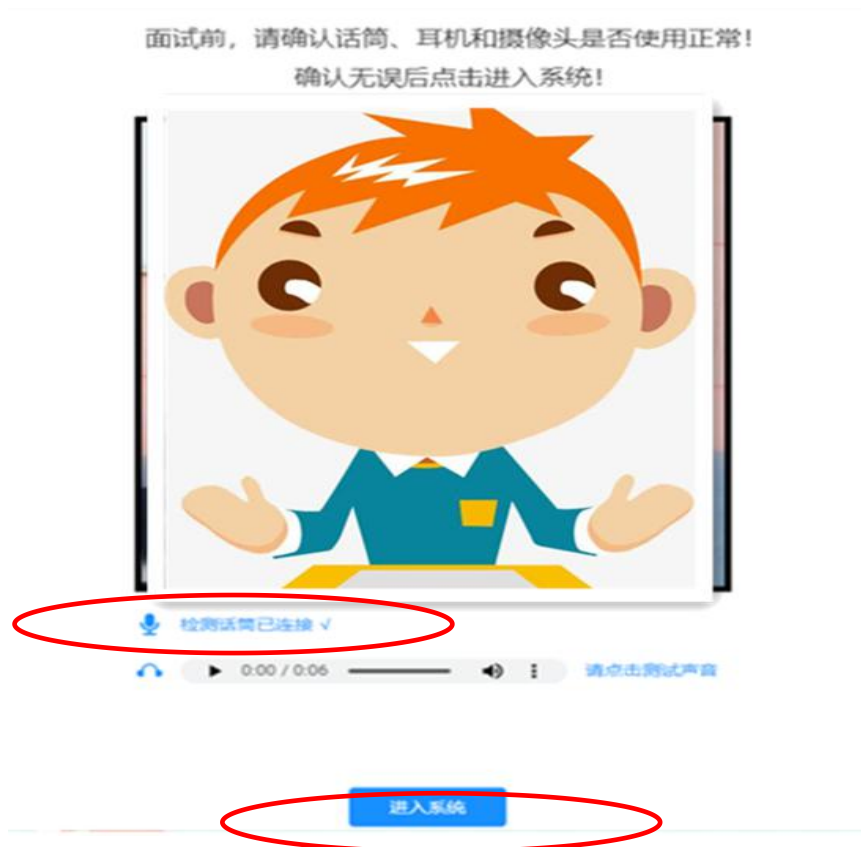 面试前，请确认话筒、耳机和摄像头是否使用正常！
确认无误后点击进入系统！
检测话筒已连接 √
0:00 / 0:06
请点击测试声音
进入系统